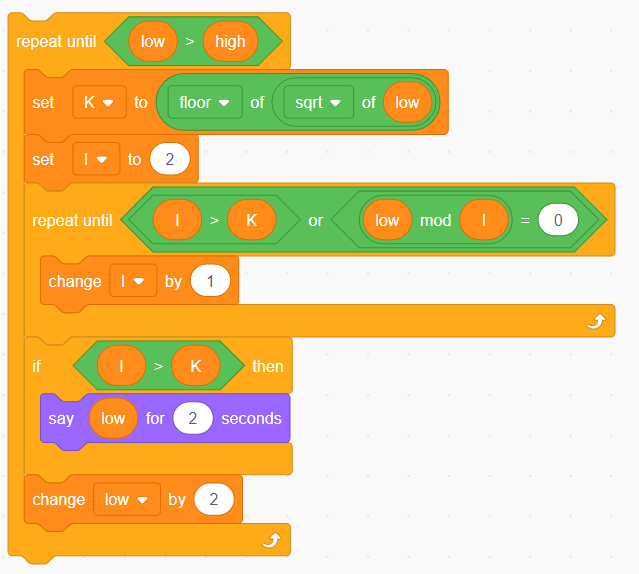 repeat until low > high
set K to floor of sqrt of low
set I to 2
repeat until I > K or low mod I = 0
change I by 1
if I > K then
say low for 2 seconds
change low by 2